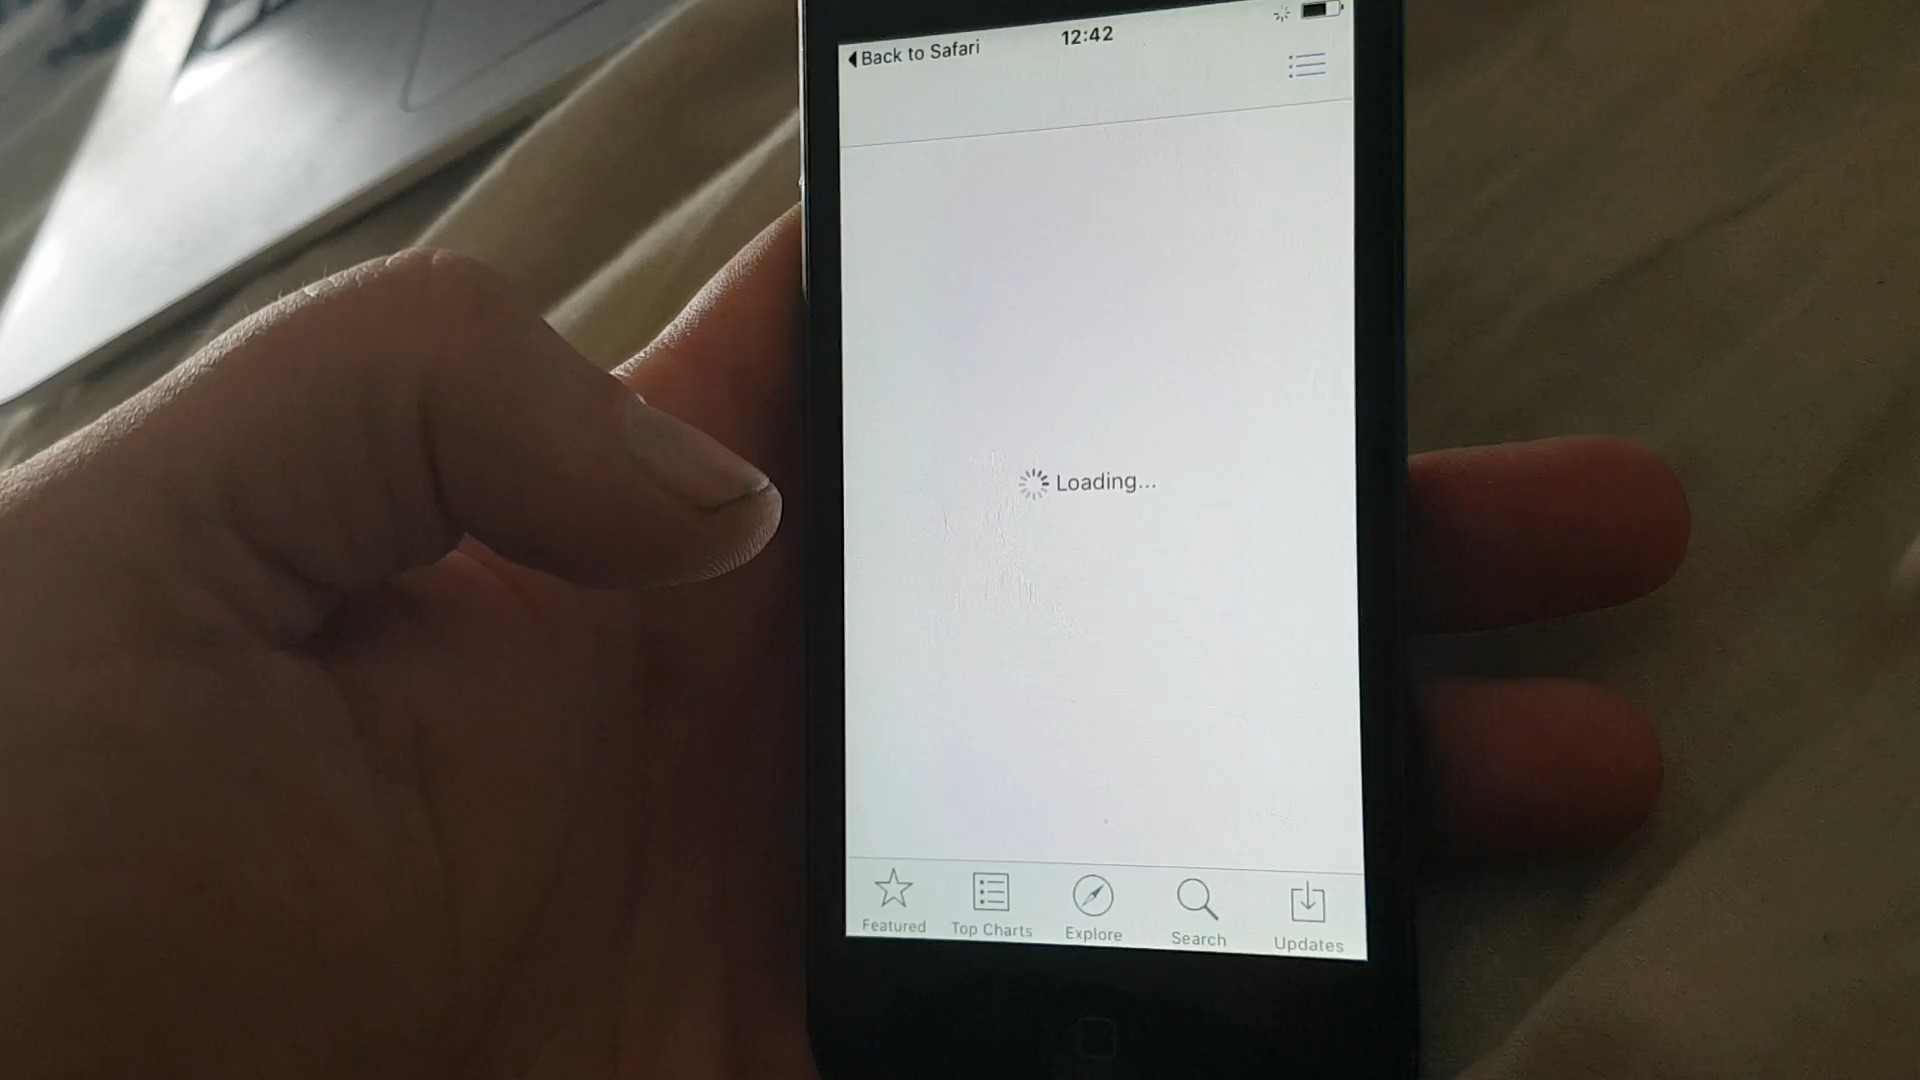 Back to Safari
12:42
Loading...
Featured
Top Charts
Explore
Search
Updates